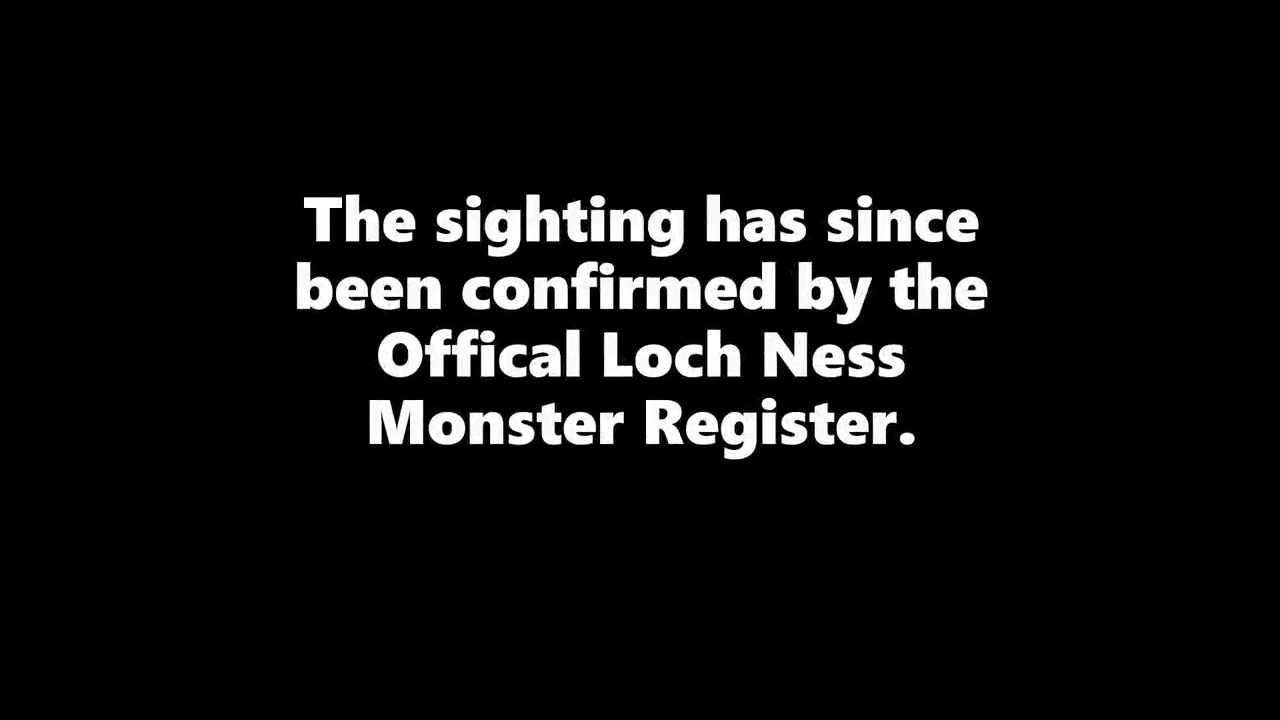 The sighting has since
been confirmed by the
Offical Loch Ness
Monster Register.